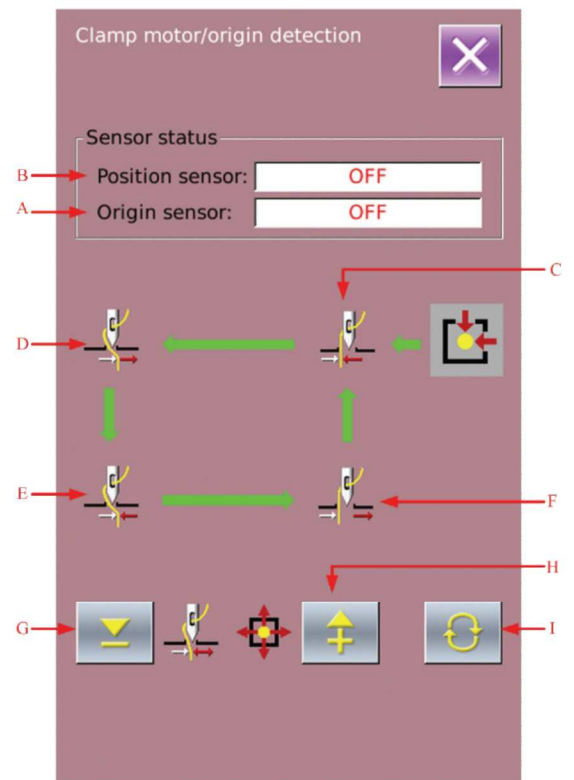 Clamp motor/origin detection
Sensor status
B
Position sensor: OFF
A
Origin sensor: OFF
C
D
E
F
H
G
I